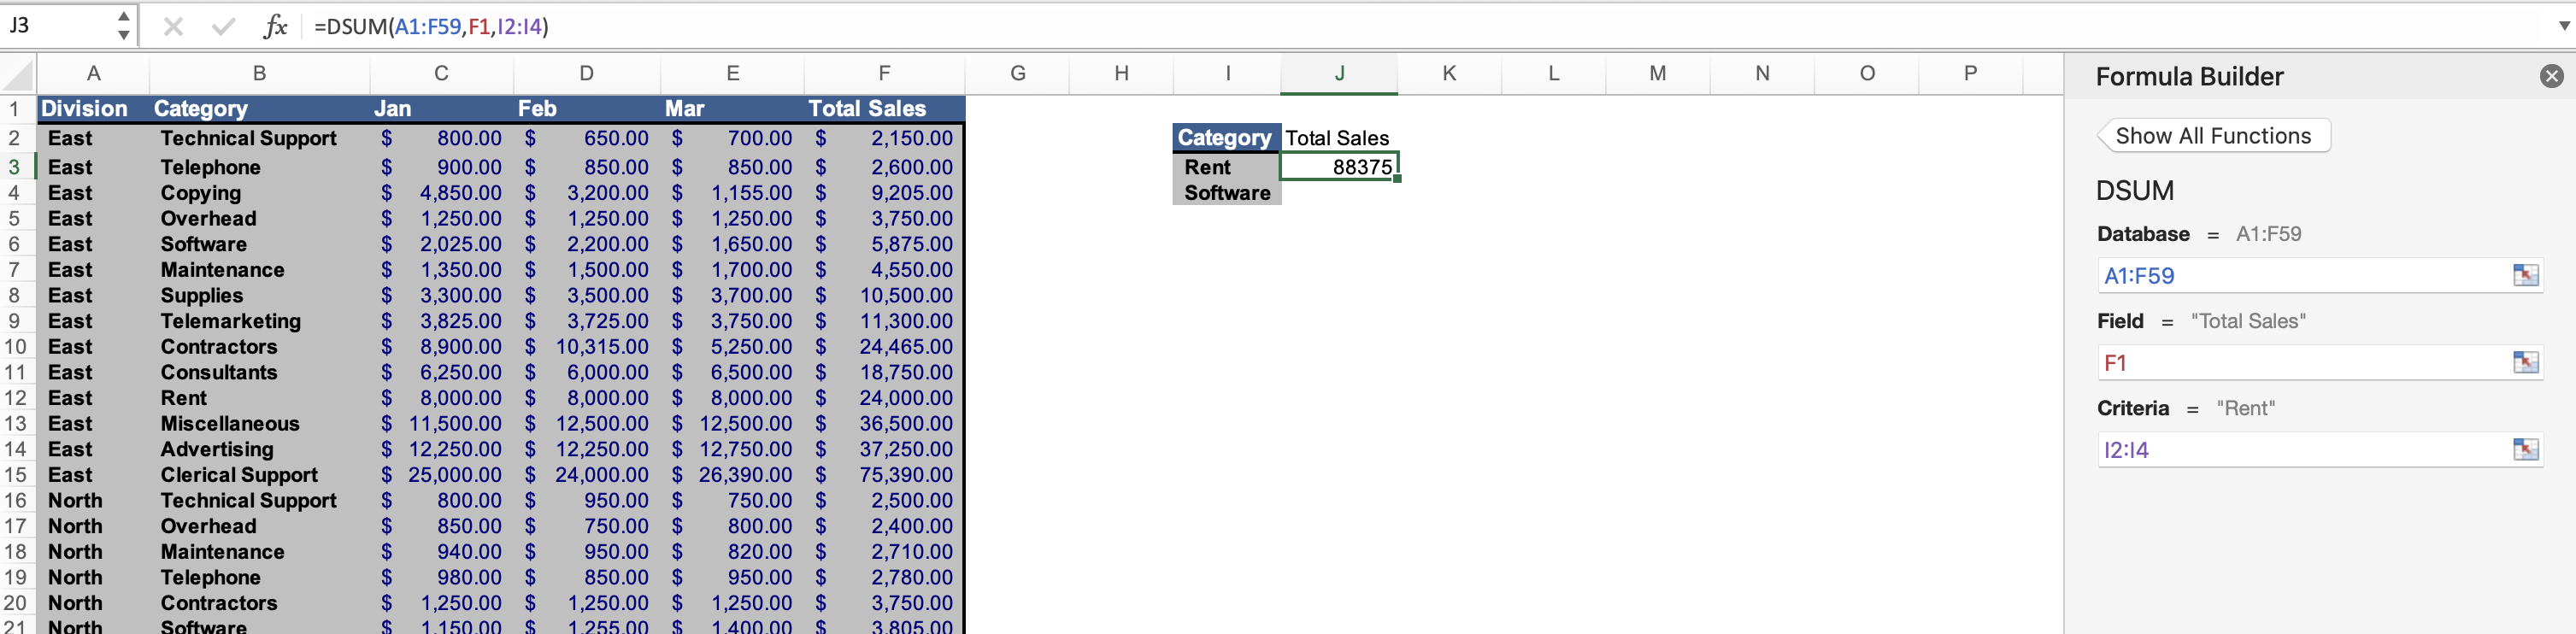 J3 fx =DSUM(A1:F59,F1,I2:I4)
A B C D E F G H I J K L M N O P
1 Division Category Jan Feb Mar Total Sales
2 East Technical Support $ 800.00 $ 650.00 $ 700.00 $ 2,150.00 Category Total Sales
3 East Telephone $ 900.00 $ 850.00 $ 850.00 $ 2,600.00 Rent 88375
4 East Copying $ 4,850.00 $ 3,200.00 $ 1,155.00 $ 9,205.00 Software
5 East Overhead $ 1,250.00 $ 1,250.00 $ 1,250.00 $ 3,750.00
6 East Software $ 2,025.00 $ 2,200.00 $ 1,650.00 $ 5,875.00
7 East Maintenance $ 1,350.00 $ 1,500.00 $ 1,700.00 $ 4,550.00
8 East Supplies $ 3,300.00 $ 3,500.00 $ 3,700.00 $ 10,500.00
9 East Telemarketing $ 3,825.00 $ 3,725.00 $ 3,750.00 $ 11,300.00
10 East Contractors $ 8,900.00 $ 10,315.00 $ 5,250.00 $ 24,465.00
11 East Consultants $ 6,250.00 $ 6,000.00 $ 6,500.00 $ 18,750.00
12 East Rent $ 8,000.00 $ 8,000.00 $ 8,000.00 $ 24,000.00
13 East Miscellaneous $ 11,500.00 $ 12,500.00 $ 12,500.00 $ 36,500.00
14 East Advertising $ 12,250.00 $ 12,250.00 $ 12,750.00 $ 37,250.00
15 East Clerical Support $ 25,000.00 $ 24,000.00 $ 26,390.00 $ 75,390.00
16 North Technical Support $ 800.00 $ 950.00 $ 750.00 $ 2,500.00
17 North Overhead $ 850.00 $ 750.00 $ 800.00 $ 2,400.00
18 North Maintenance $ 940.00 $ 950.00 $ 820.00 $ 2,710.00
19 North Telephone $ 980.00 $ 850.00 $ 950.00 $ 2,780.00
20 North Contractors $ 1,250.00 $ 1,250.00 $ 1,250.00 $ 3,750.00
21 North Software $ 1,150.00 $ 1,255.00 $ 1,400.00 $ 3,805.00
Formula Builder
Show All Functions
DSUM
Database = A1:F59
A1:F59
Field = "Total Sales"
F1
Criteria = "Rent"
I2:I4